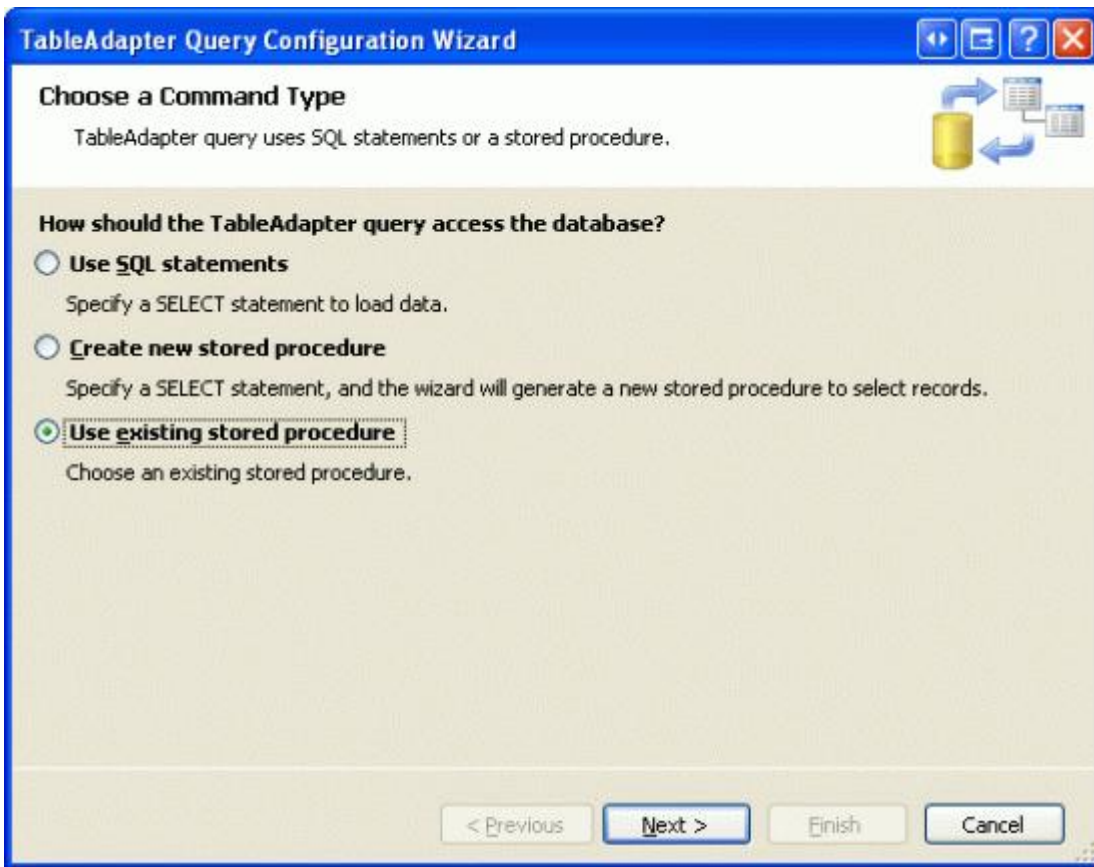 TableAdapter Query Configuration Wizard
?
Choose a Command Type
TableAdapter query uses SQL statements or a stored procedure.
How should the TableAdapter query access the database?
Use SQL statements
Specify a SELECT statement to load data.
Create new stored procedure
Specify a SELECT statement, and the wizard will generate a new stored procedure to select records.
Use existing stored procedure
Choose an existing stored procedure.
< Previous
Next >
Finish
Cancel